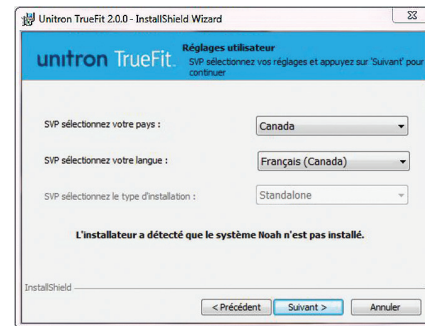 Unitron TrueFit 2.0.0 - InstallShield Wizard
unitron TrueFit.
Réglages utilisateur
SVP sélectionnez vos réglages et appuyez sur 'Suivant' pour
continuer
SVP sélectionnez votre pays :
Canada
SVP sélectionnez votre langue :
Français (Canada)
SVP sélectionnez le type d'installation :
Standalone
L'installateur a détecté que le système Noah n'est pas installé.
InstallShield
< Précédent
Suivant >
Annuler